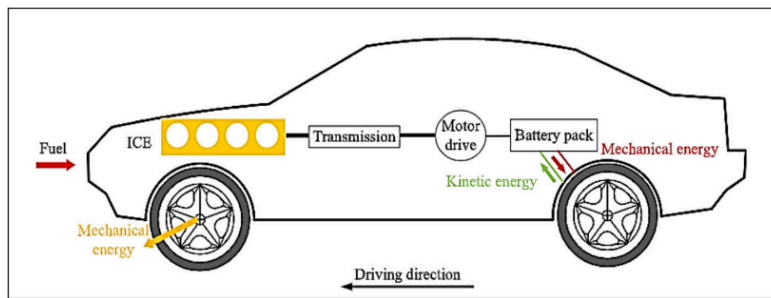 Fuel
ICE
Transmission
Motor
drive
Battery pack
Mechanical energy
Kinetic energy
Mechanical
energy
Driving direction